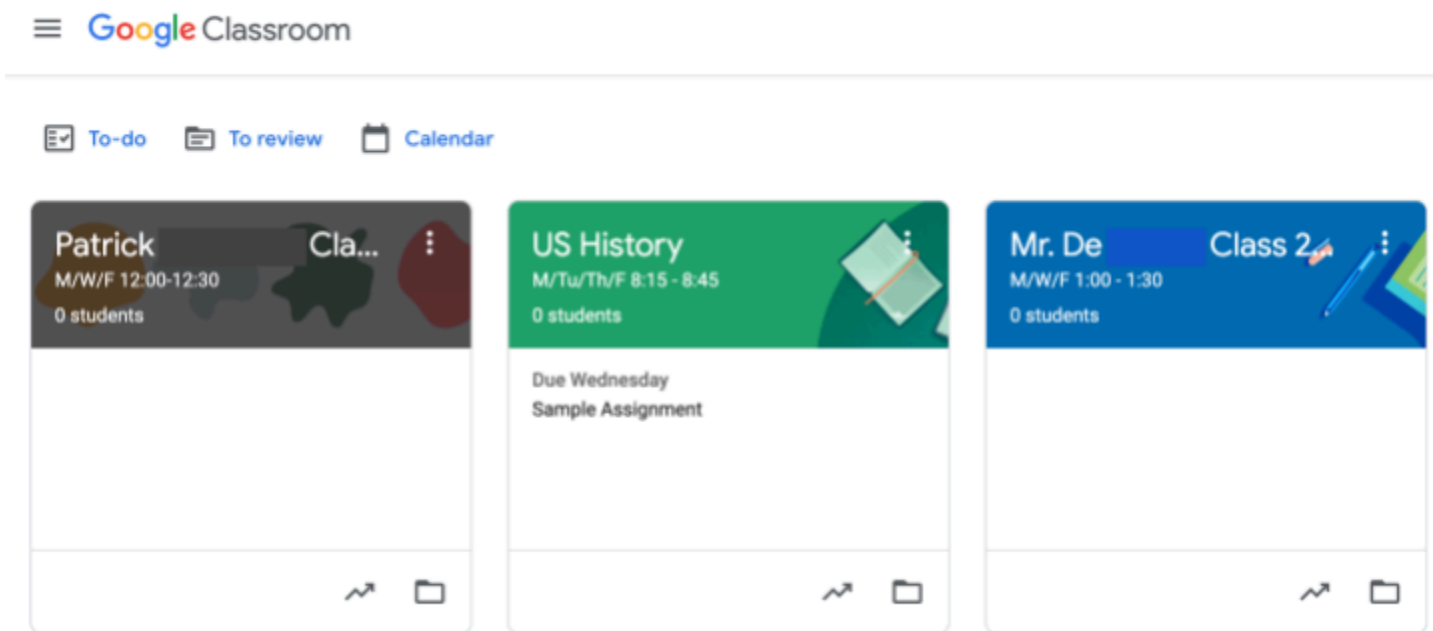 Google Classroom
To-do To review Calendar
Patrick Cla...
M/W/F 12:00-12:30
0 students
US History
M/Tu/Th/F 8:15 - 8:45
0 students
Due Wednesday
Sample Assignment
Mr. De Class 2...
M/W/F 1:00 - 1:30
0 students